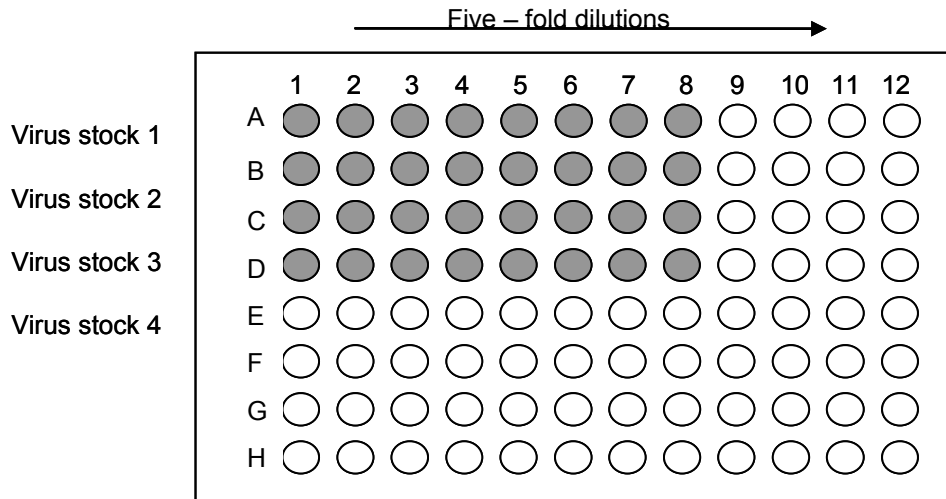 Five – fold dilutions
1 2 3 4 5 6 7 8 9 10 11 12
A
Virus stock 1
B
Virus stock 2
C
Virus stock 3
D
E
Virus stock 4
F
G
H